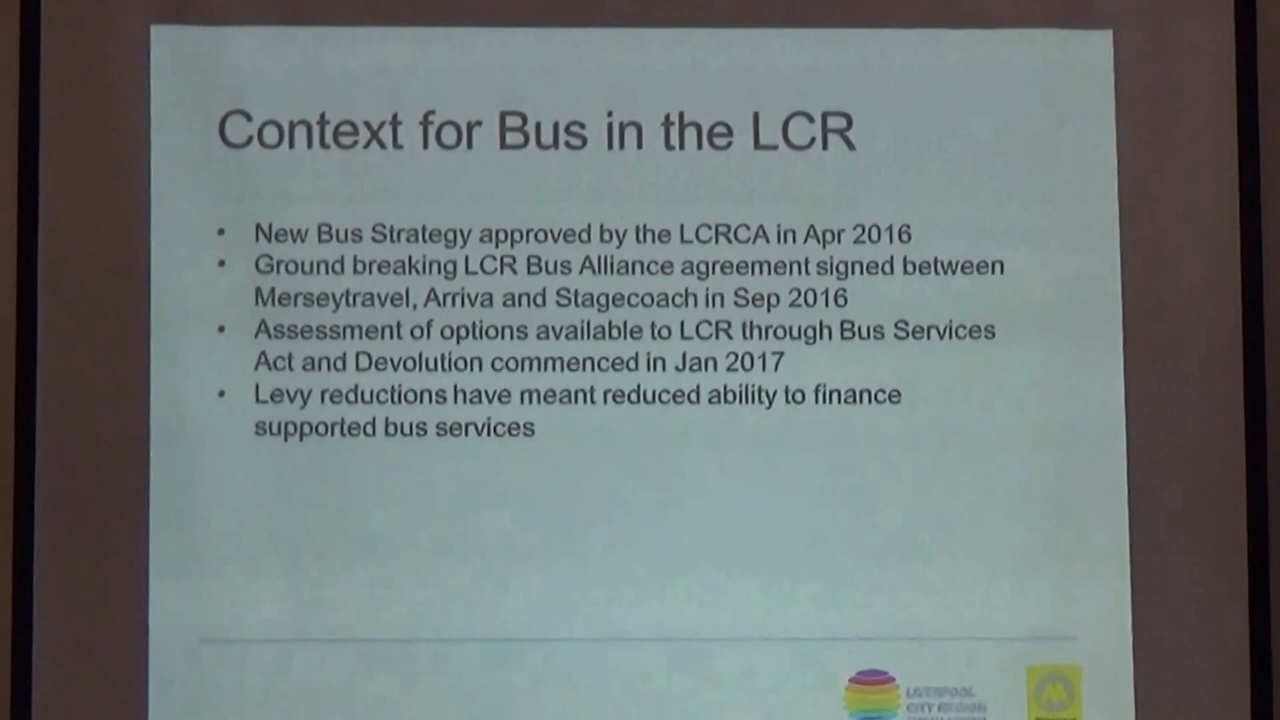 Context for Bus in the LCR
• New Bus Strategy approved by the LCRCA in Apr 2016
• Ground breaking LCR Bus Alliance agreement signed between
Merseytravel, Arriva and Stagecoach in Sep 2016
• Assessment of options available to LCR through Bus Services
Act and Devolution commenced in Jan 2017
• Levy reductions have meant reduced ability to finance
supported bus services
LIVERPOOL
CITY REGION